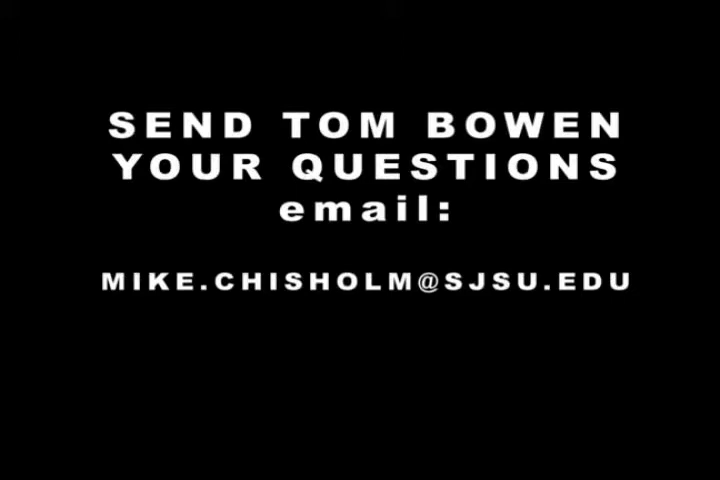 SEND TOM BOWEN
YOUR QUESTIONS
email:
MIKE.CHISHOLM@SJSU.EDU